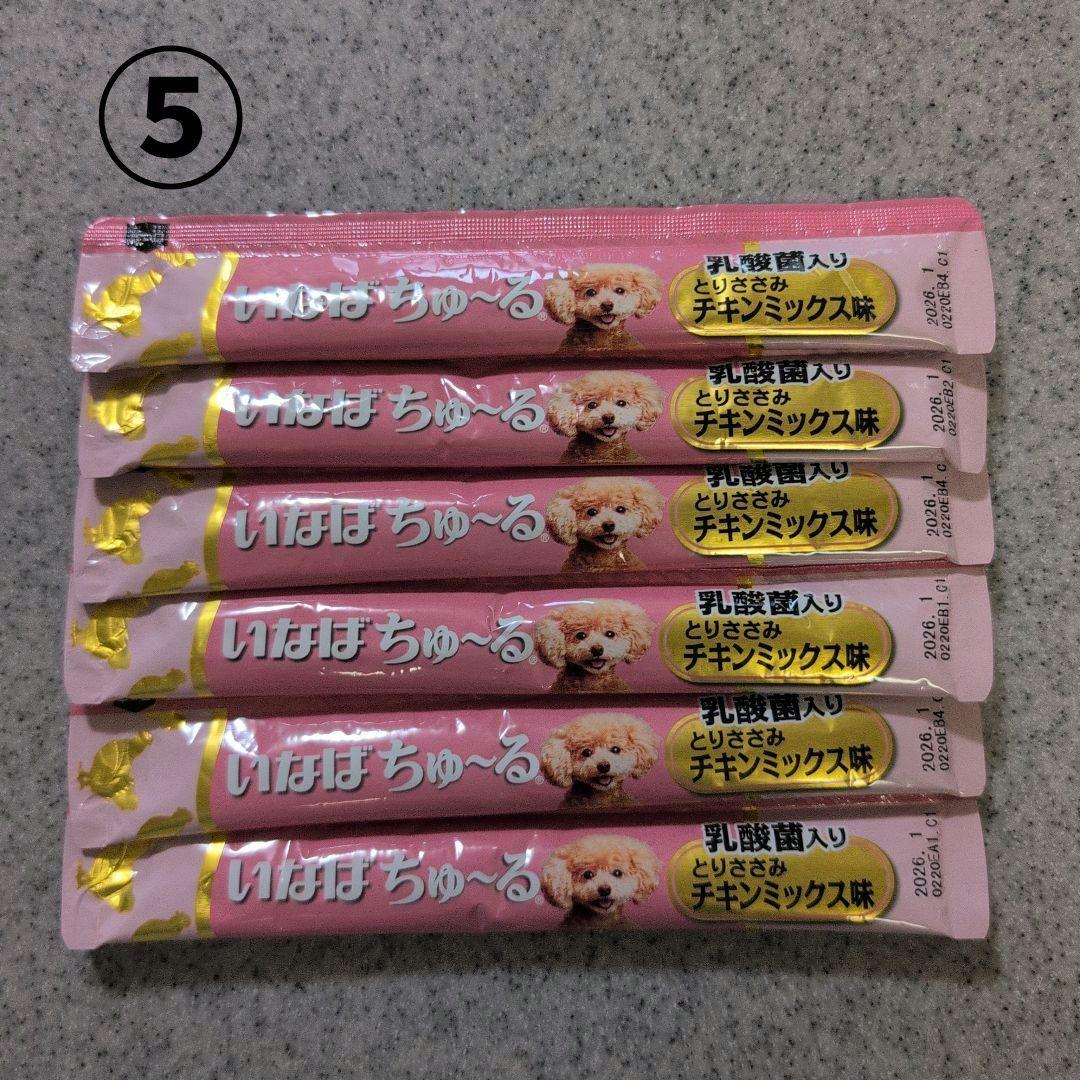 5
いなば ちゅ～る
乳酸菌入り
とりささみ
チキンミックス味
2026. 1
0220EB4. C1
いなば ちゅ～る
乳酸菌入り
とりささみ
チキンミックス味
2026. 1
0220EB2. C1
いなば ちゅ～る
乳酸菌入り
とりささみ
チキンミックス味
2026. 1
0220EB4. C
いなば ちゅ～る®
乳酸菌入り
とりささみ
チキンミックス味
2026. 1
0220EB1. C1
いなば ちゅ～る
乳酸菌入り
とりささみ
チキンミックス味
2026. 1
0220EB4. C
いなば ちゅ～る®
乳酸菌入り
とりささみ
チキンミックス味
2026. 1
0220EA1. C1